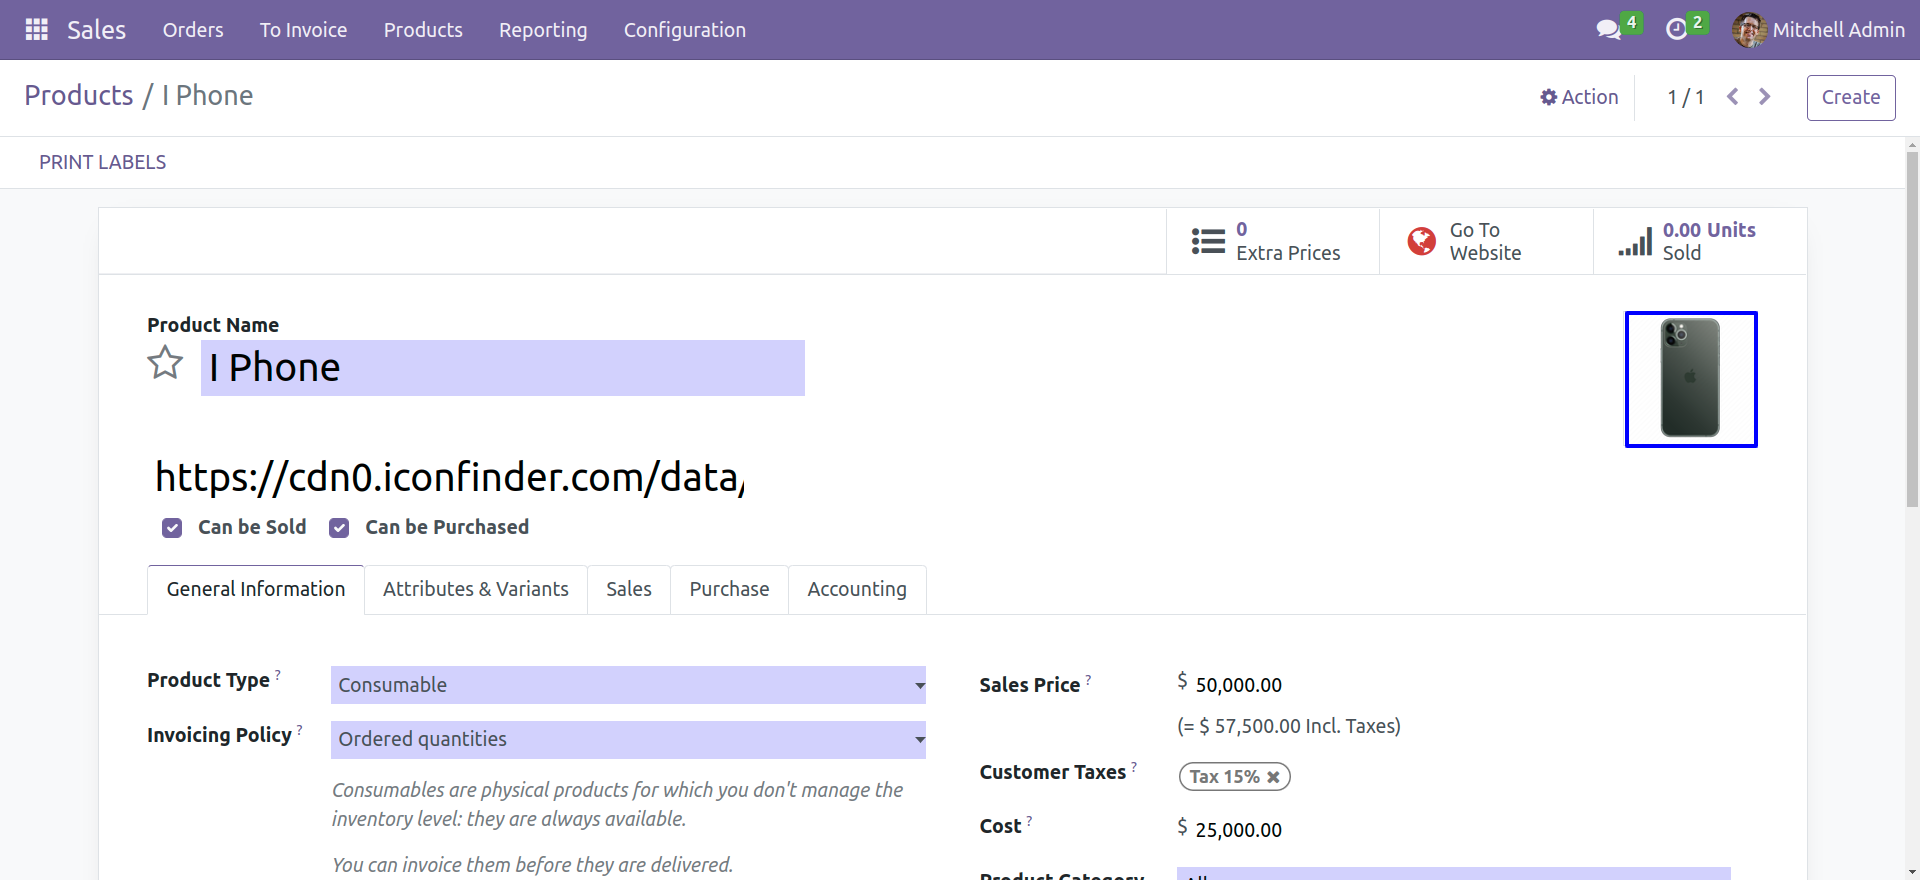 Sales Orders To Invoice Products Reporting Configuration 4 2 Mitchell Admin
Products / I Phone Action 1 / 1 Create
PRINT LABELS
0 Extra Prices
Go To Website
0.00 Units Sold
Product Name
I Phone
https://cdn0.iconfinder.com/data/
Can be Sold Can be Purchased
General Information Attributes & Variants Sales Purchase Accounting
Product Type ? Consumable
Sales Price ? $ 50,000.00
(= $ 57,500.00 Incl. Taxes)
Invoicing Policy ? Ordered quantities
Customer Taxes ? Tax 15% ✖
Consumables are physical products for which you don't manage the
inventory level: they are always available.
Cost ? $ 25,000.00
You can invoice them before they are delivered.
Product Category